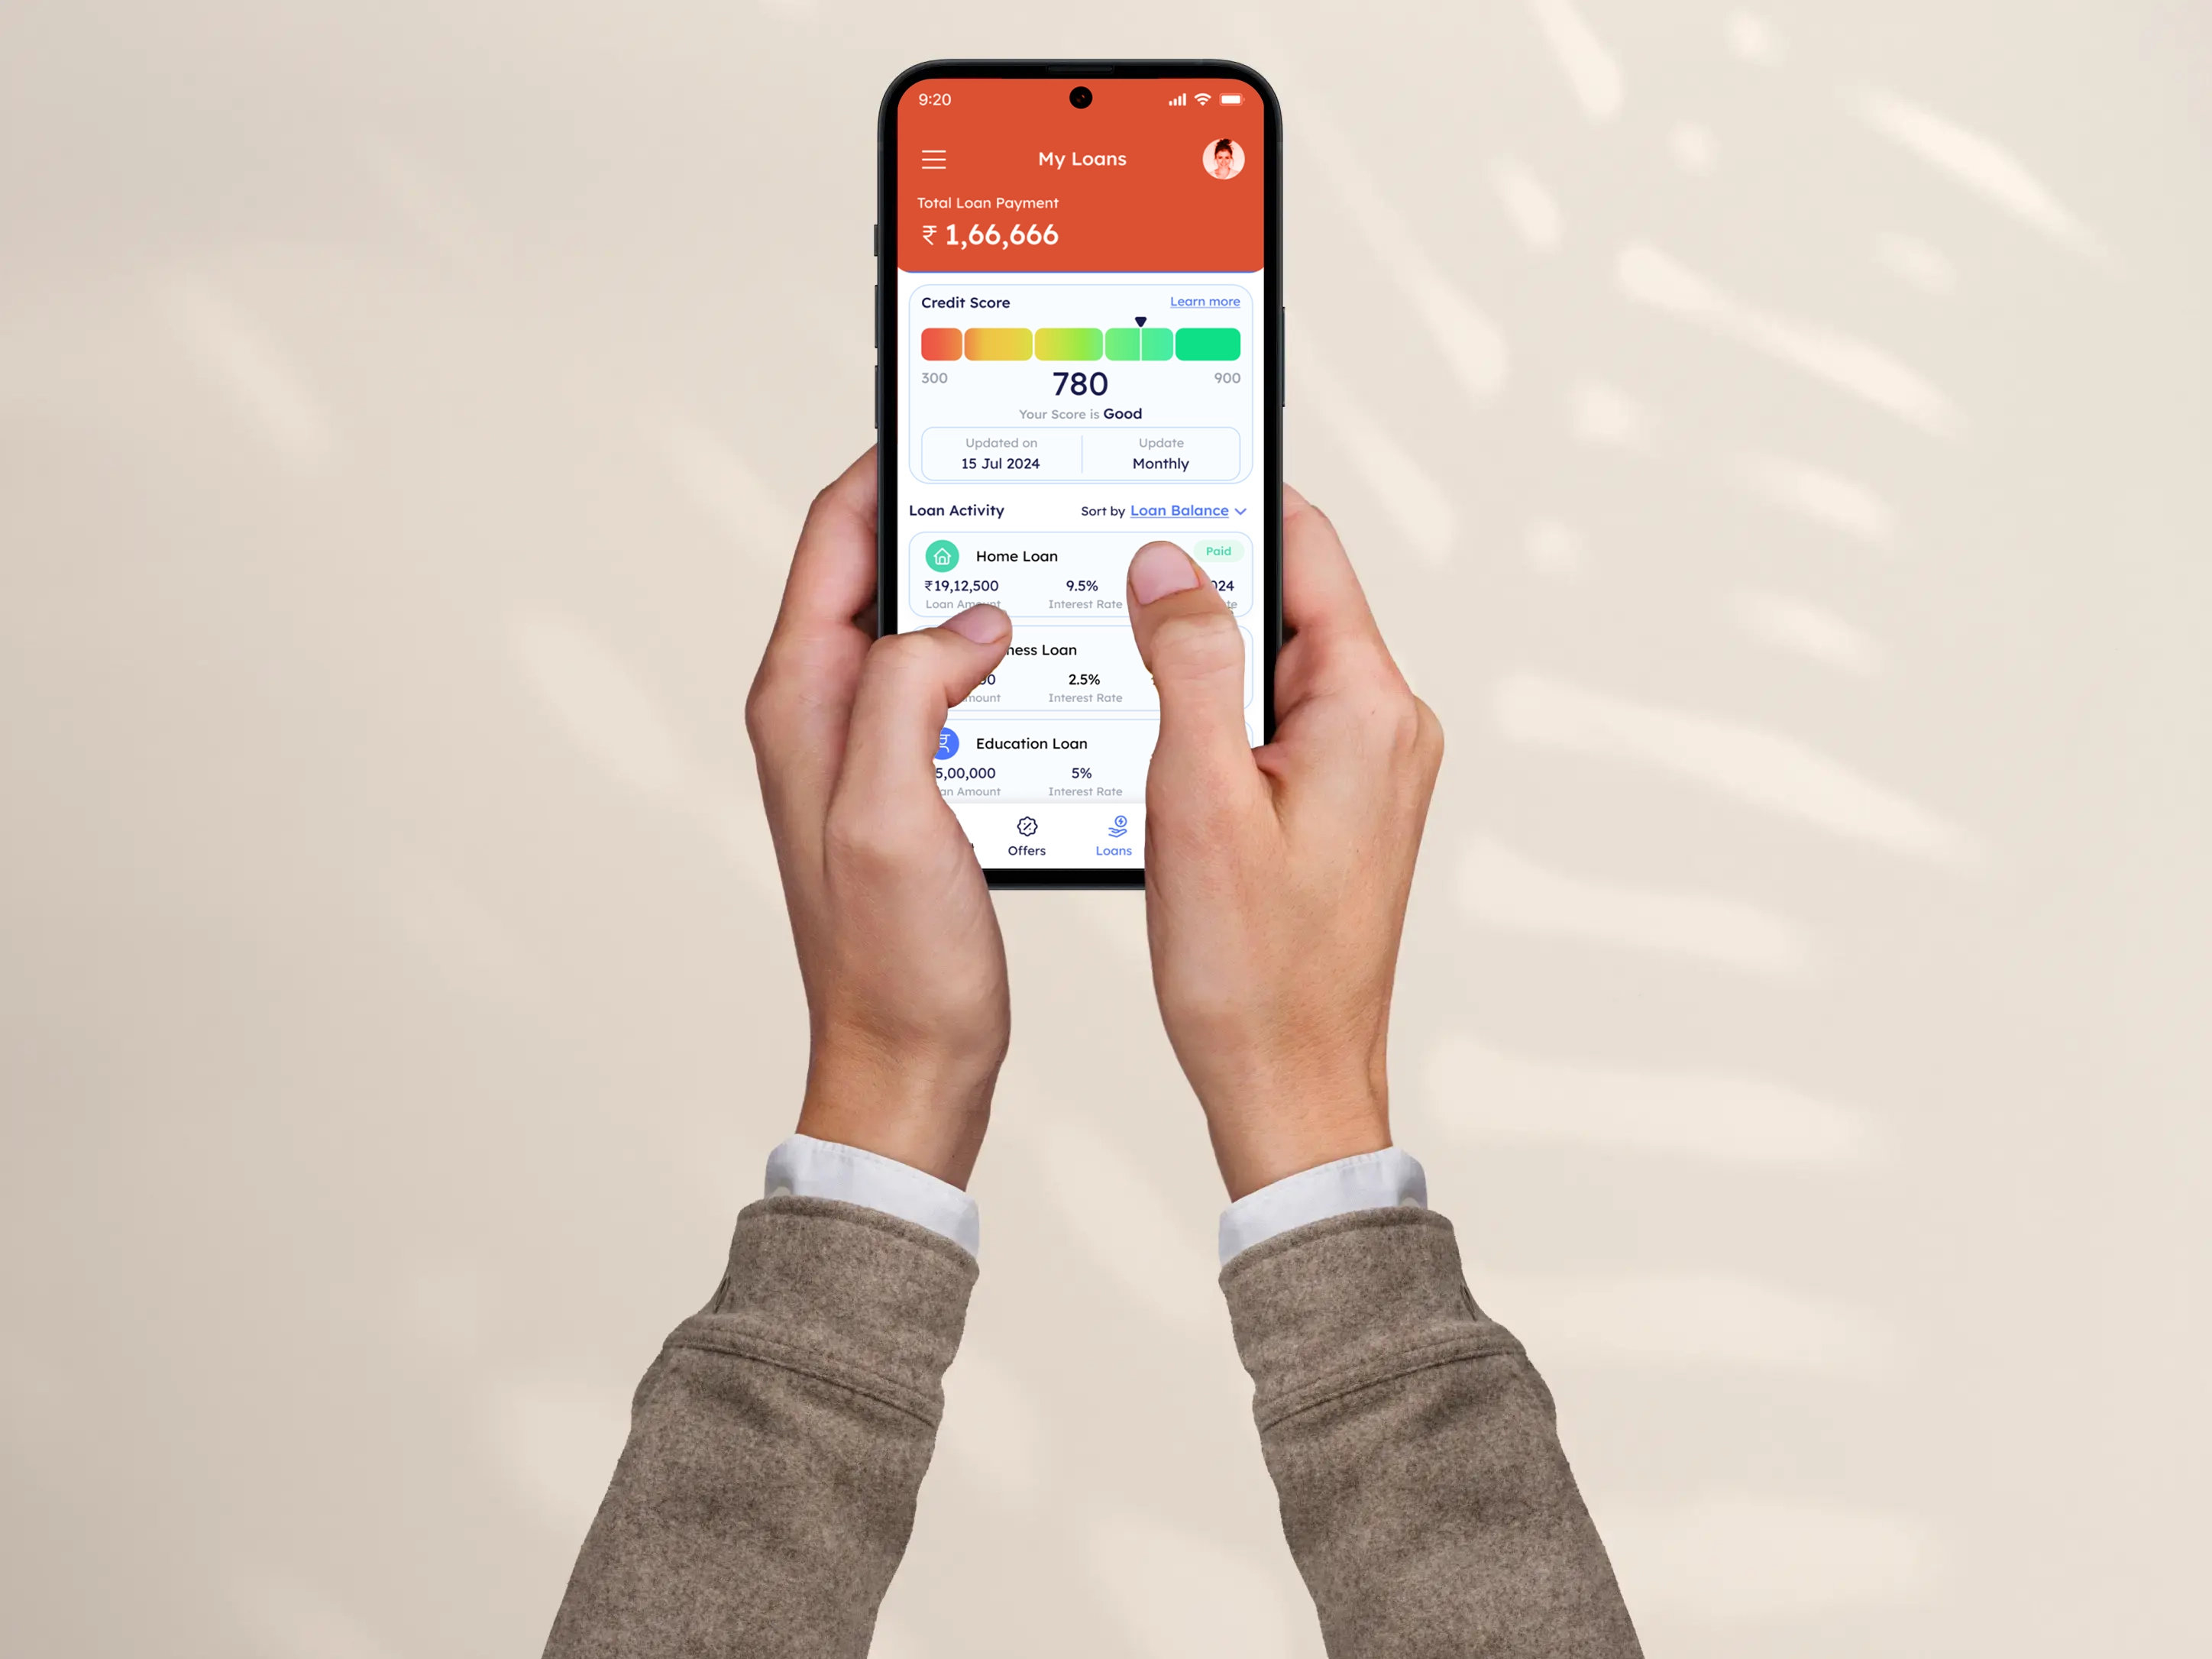 9:20
My Loans
Total Loan Payment
₹ 1,66,666
Credit Score Learn more
300 780 900
Your Score is Good
Updated on Update
15 Jul 2024 Monthly
Loan Activity Sort by Loan Balance
Home Loan Paid
₹19,12,500 9.5%
Loan Amount Interest Rate
Loan
2.5%
Interest Rate
Education Loan
5,00,000 5%
Amount Interest Rate
Offers Loans